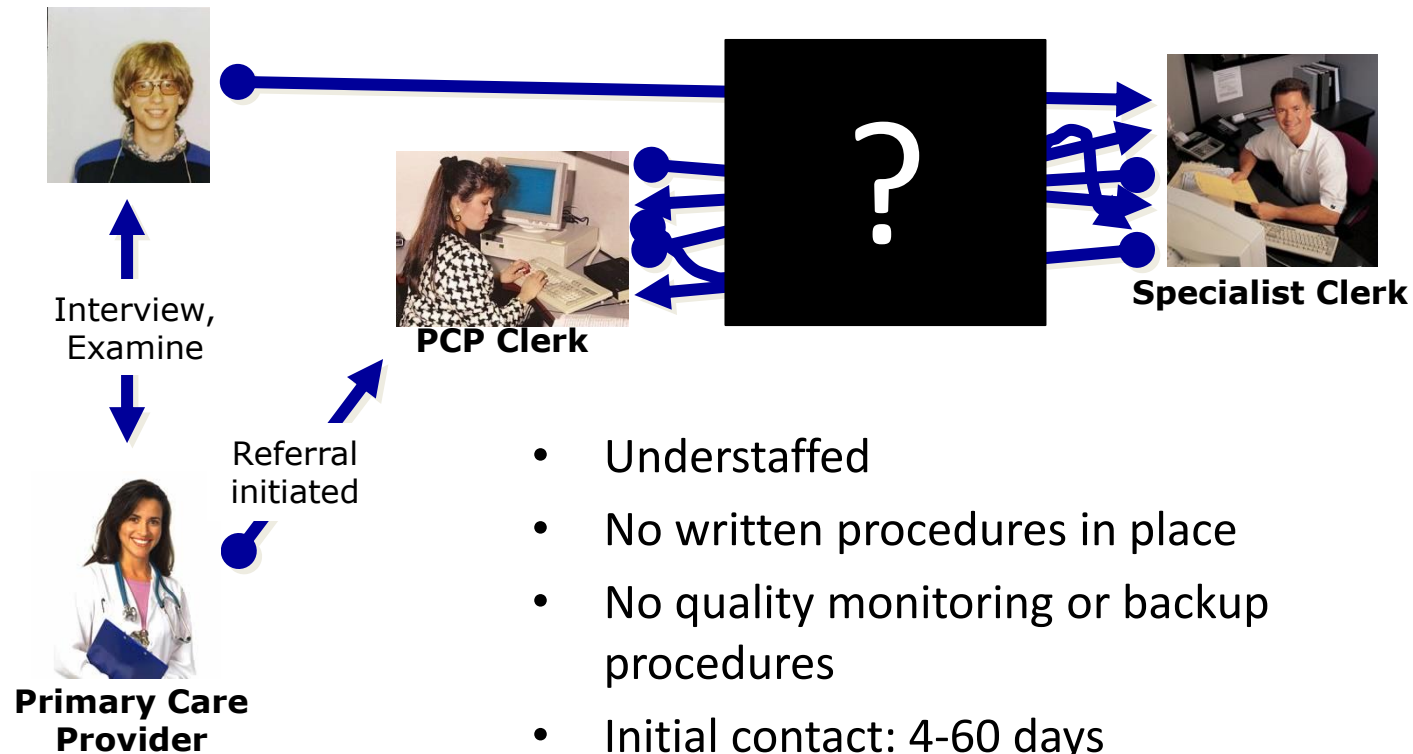 ?
Specialist Clerk
Interview,
Examine
PCP Clerk
Referral
initiated
Primary Care
Provider
• Understaffed
• No written procedures in place
• No quality monitoring or backup
procedures
• Initial contact: 4-60 days